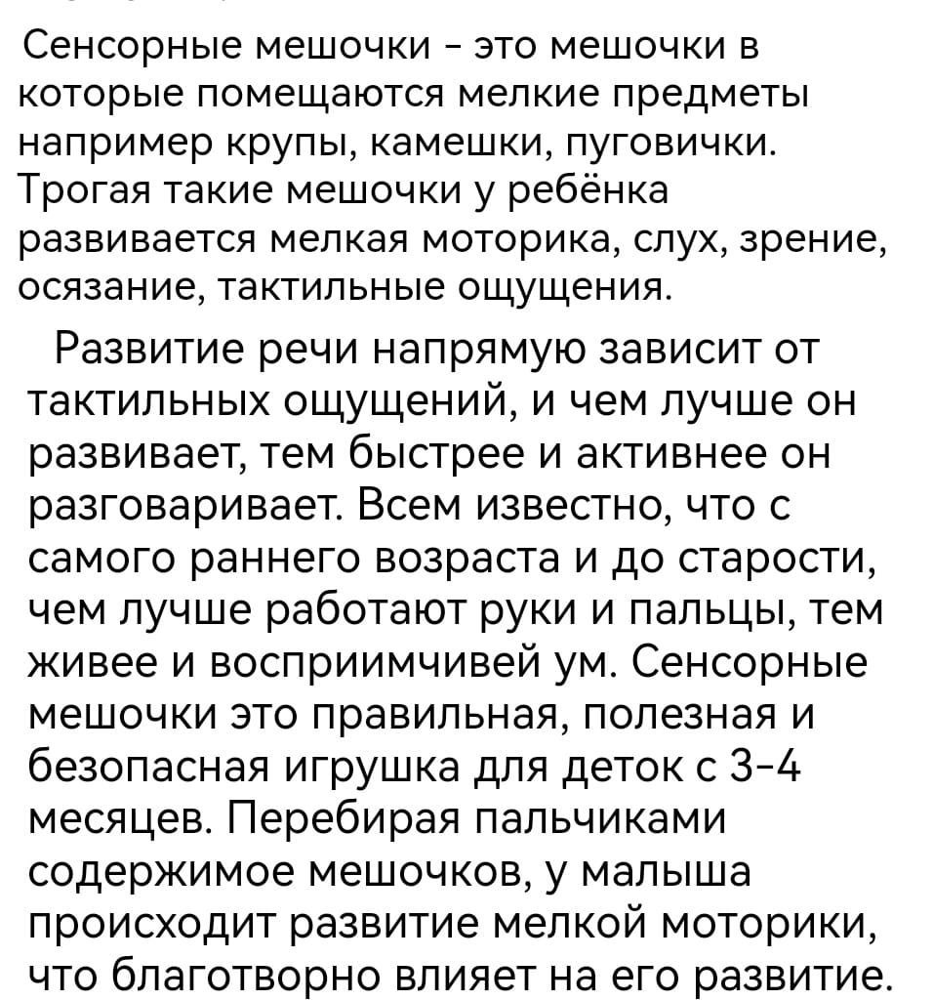 Сенсорные мешочки - это мешочки в
которые помещаются мелкие предметы
например крупы, камешки, пуговички.
Трогая такие мешочки у ребёнка
развивается мелкая моторика, слух, зрение,
осязание, тактильные ощущения.
Развитие речи напрямую зависит от
тактильных ощущений, и чем лучше он
развивает, тем быстрее и активнее он
разговаривает. Всем известно, что с
самого раннего возраста и до старости,
чем лучше работают руки и пальцы, тем
живее и восприимчивей ум. Сенсорные
мешочки это правильная, полезная и
безопасная игрушка для деток с 3-4
месяцев. Перебирая пальчиками
содержимое мешочков, у малыша
происходит развитие мелкой моторики,
что благотворно влияет на его развитие.